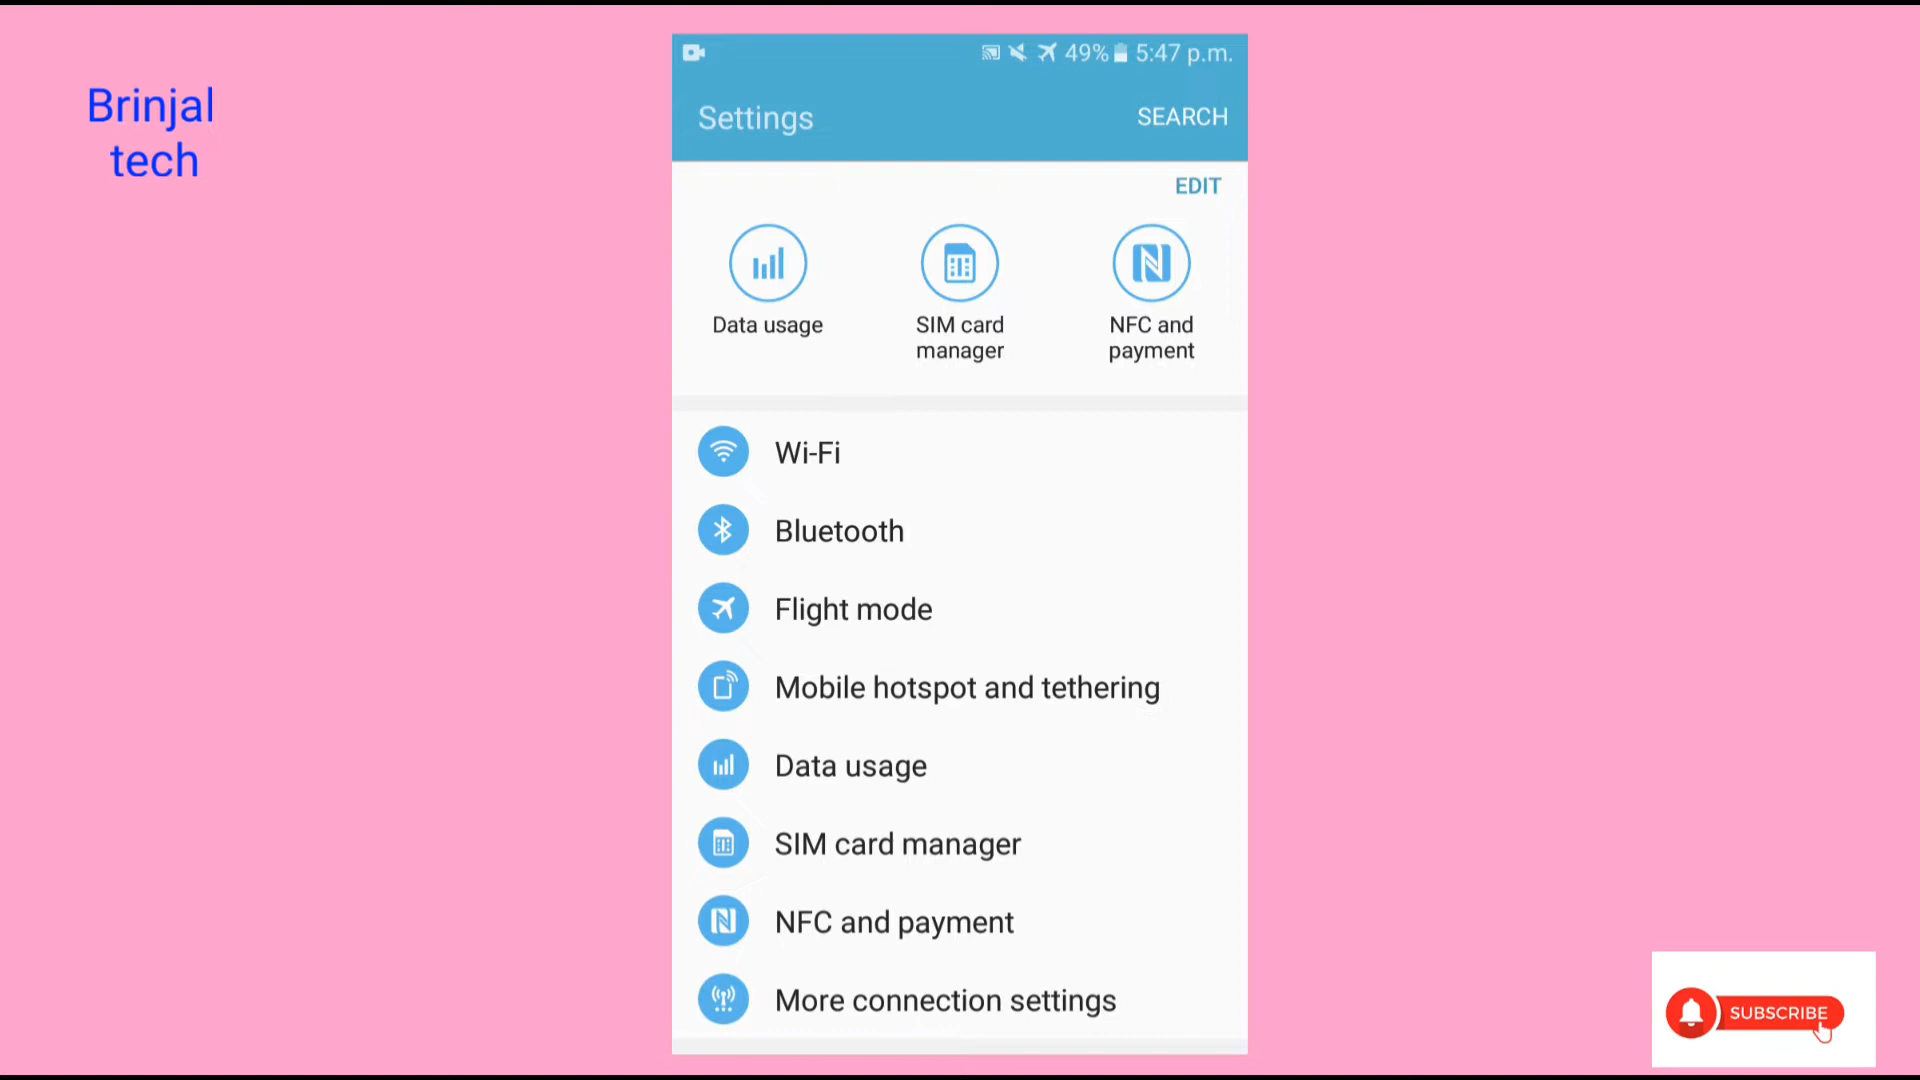 Brinjal
tech
49% 5:47 p.m.
Settings
SEARCH
EDIT
Data usage
SIM card
manager
NFC and
payment
Wi-Fi
Bluetooth
Flight mode
Mobile hotspot and tethering
Data usage
SIM card manager
NFC and payment
More connection settings
SUBSCRIBE